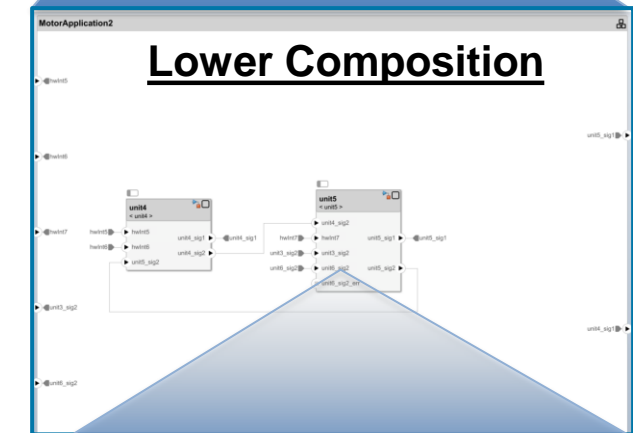 MotorApplication2
Lower Composition
hwInt5
unit5_sig1
hwInt6
unit4
< unit4 >
unit5
< unit5 >
unit4_sig2
hwInt7
hwInt5 hwInt5
unit4_sig1 unit4_sig1
hwInt7 hwInt7
unit5_sig1 unit5_sig1
hwInt6 hwInt6
unit4_sig2
unit3_sig2 unit3_sig2
unit5_sig2
unit6_sig2 unit6_sig2
unit5_sig2
unit6_sig2_err
unit3_sig2
unit4_sig1
unit6_sig2